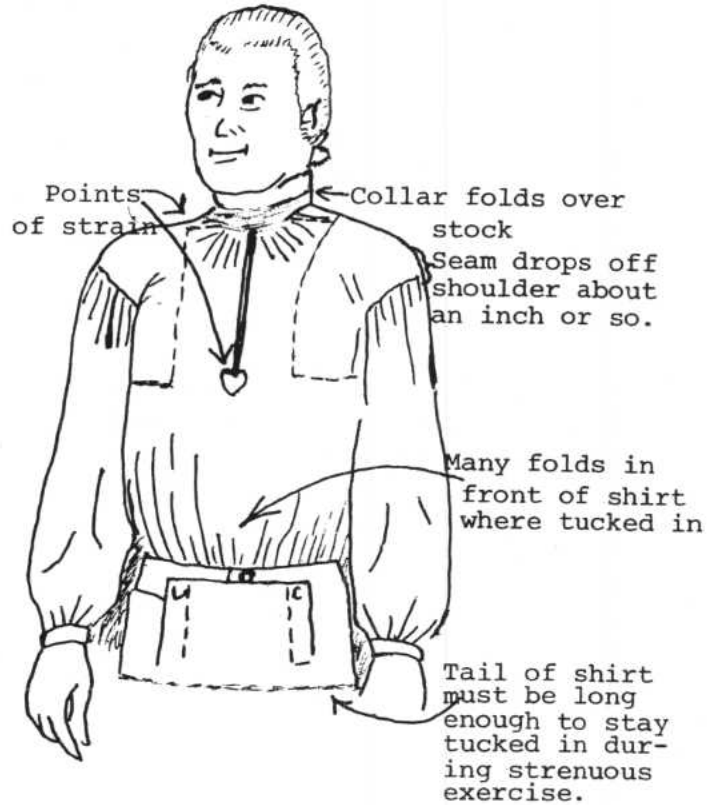 Points
of strain
Collar folds over
stock
Seam drops off
shoulder about
an inch or so.
Many folds in
front of shirt
where tucked in
Tail of shirt
must be long
enough to stay
tucked in dur-
ing strenuous
exercise.